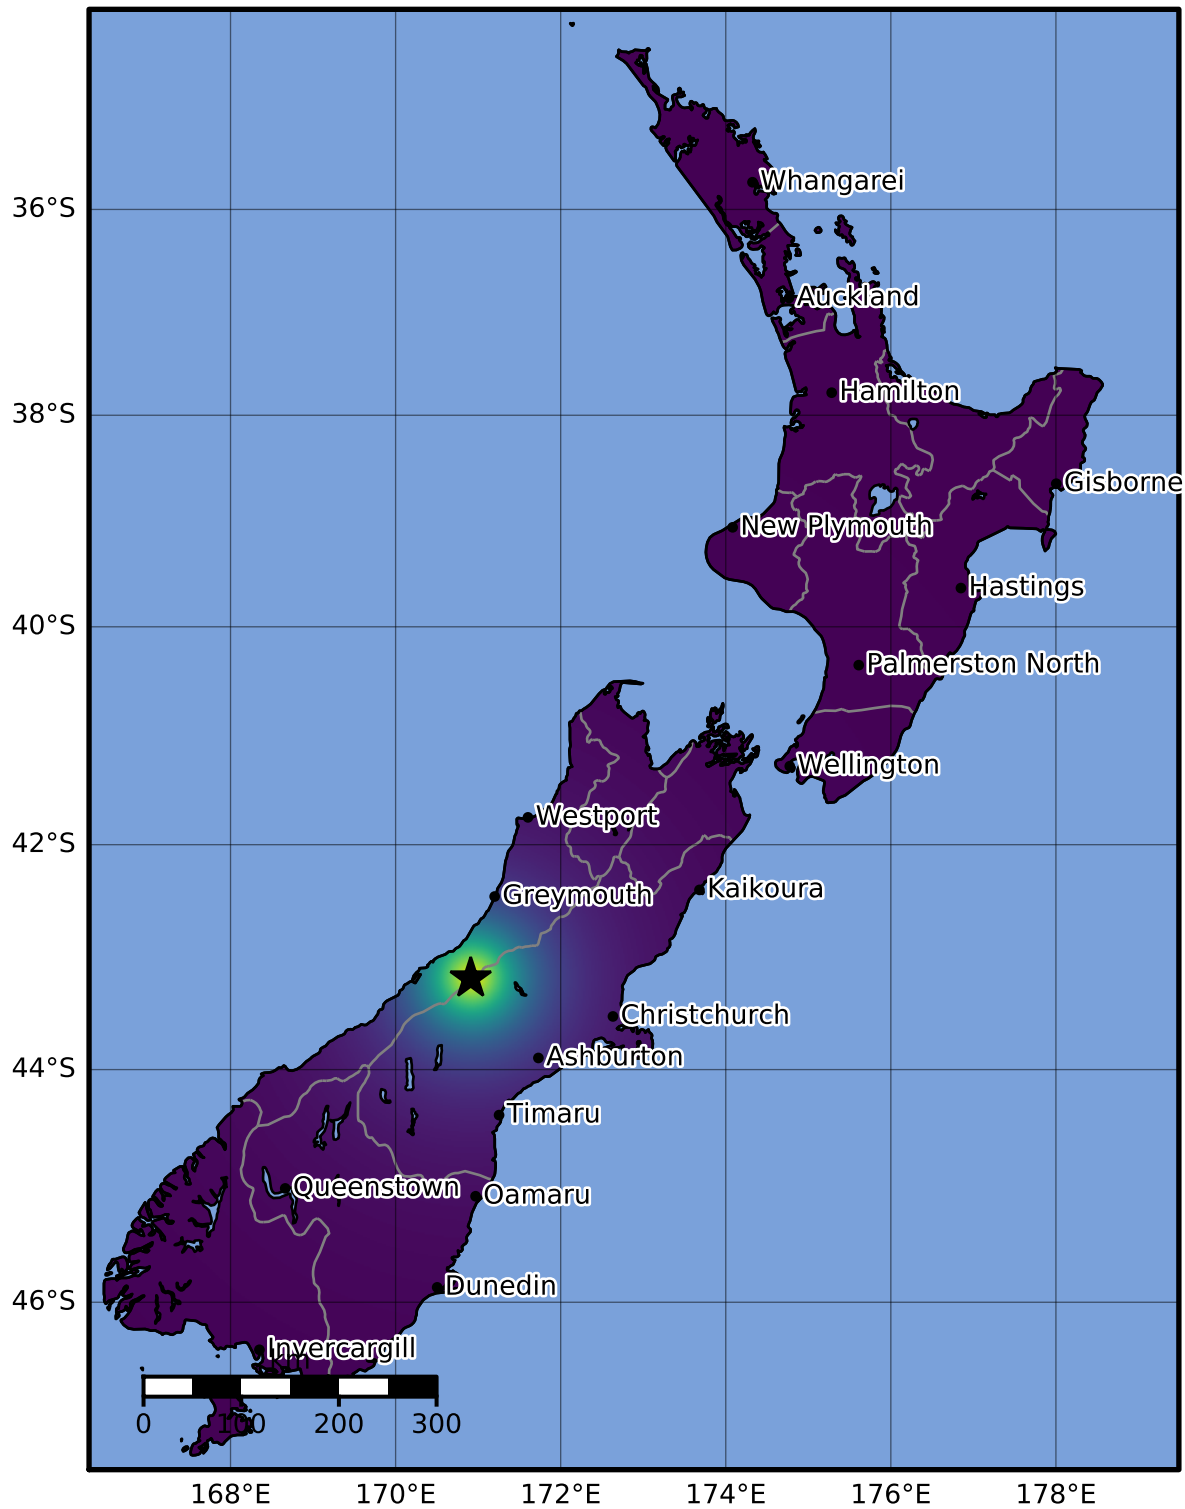 Whangarei
36°S
Auckland
Hamilton
38°S
Gisborne
New Plymouth
Hastings
40°S
Palmerston North
Wellington
Westport
42°S
Kaikoura
Greymouth
Christchurch
Ashburton
44°S
Timaru
Queenstown
Oamaru
Dunedin
46°S
Invercargill
km
0 100 200 300
168°E 170°E 172°E 174°E 176°E 178°E